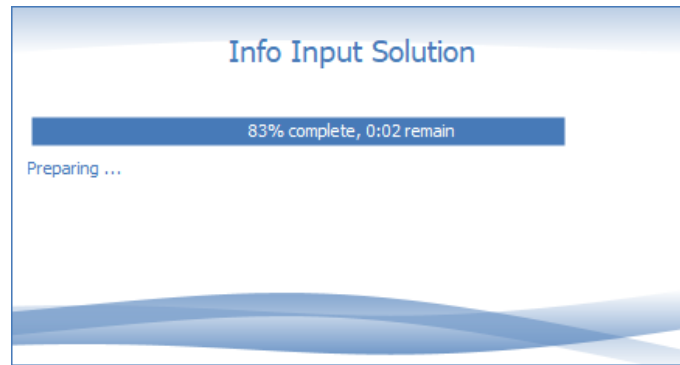 Info Input Solution
83% complete, 0:02 remain
Preparing ...